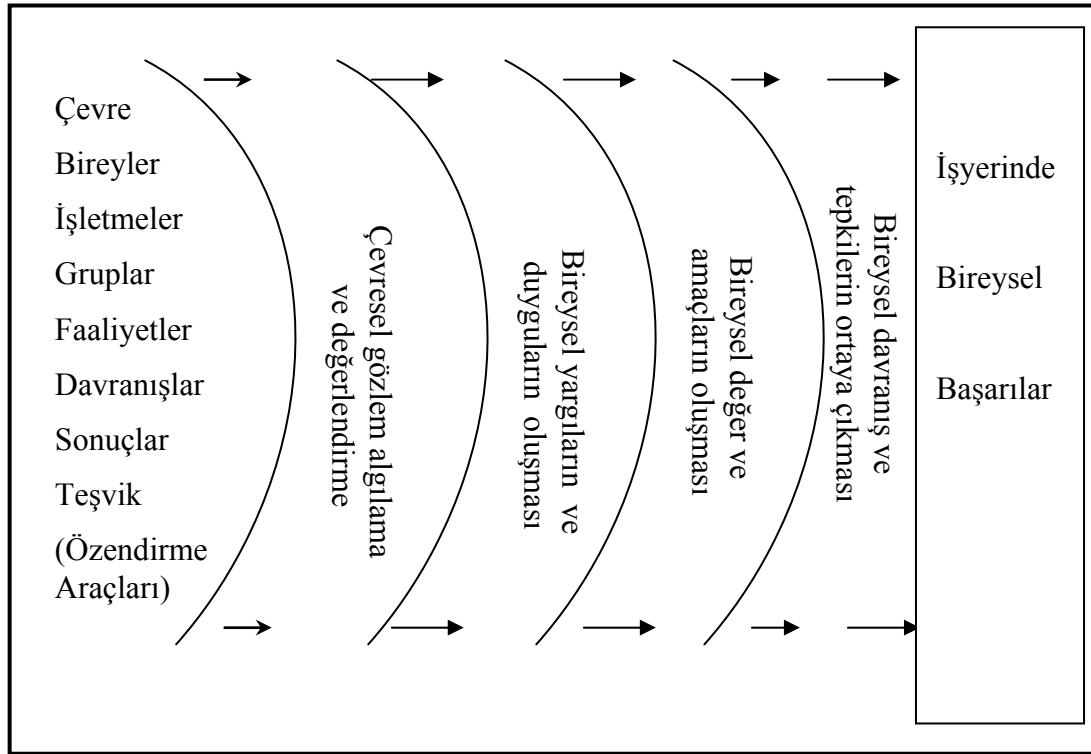 Çevre
Bireyler
İşletmeler
Gruplar
Faaliyetler
Davranışlar
Sonuçlar
Teşvik
(Özendirme
Araçları)
Çevresel gözlem algılama
ve değerlendirme
Bireysel yargıların ve
duyguların oluşması
Bireysel değer ve
amaçların oluşması
Bireysel davranış ve
tepkilerin ortaya çıkması
İşyerinde
Bireysel
Başarılar